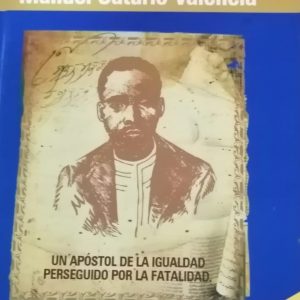 Manuel Saturio Valencia
UN APÓSTOL DE LA IGUALDAD
PERSEGUIDO POR LA FATALIDAD.